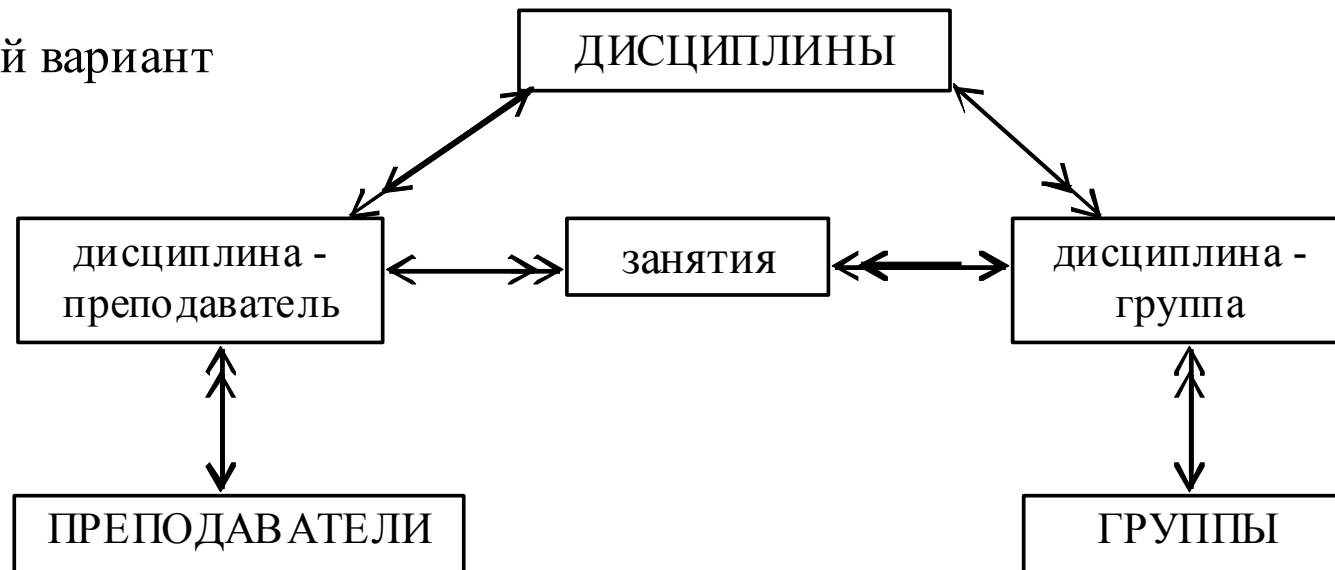 й вариант
ДИСЦИПЛИНЫ
дисциплина -
преподаватель
занятия
дисциплина -
группа
ПРЕПОДАВАТЕЛИ
ГРУППЫ